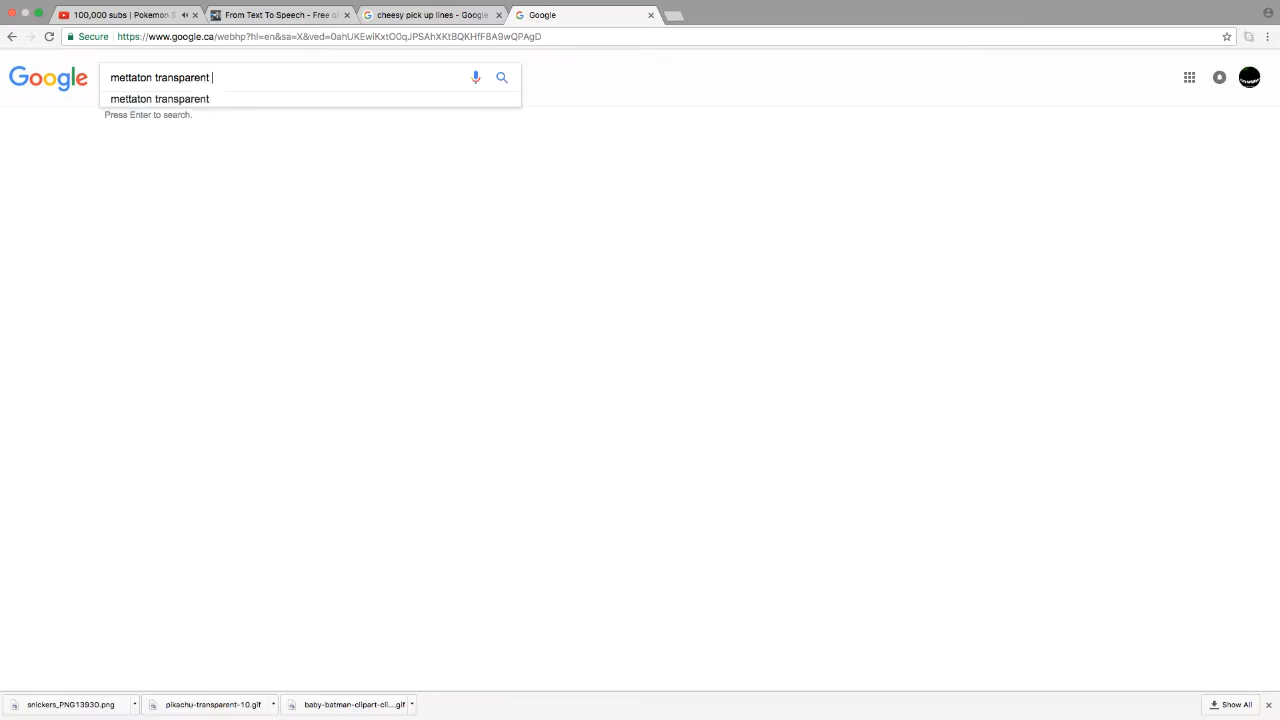 100,000 subs | Pokemon S
From Text To Speech - Free o
cheesy pick up lines - Google
Google
Secure
https://www.google.ca/webhp?hl=en&sa=X&ved=0ahUKEwiKxtO0qJPSAhXKtBQKHfF8A9wQPAgD
Google
mettaton transparent
mettaton transparent
Press Enter to search.
snickers_PNG13930.png
pikachu-transparent-10.gif
baby-batman-clipart-cli....gif
Show All